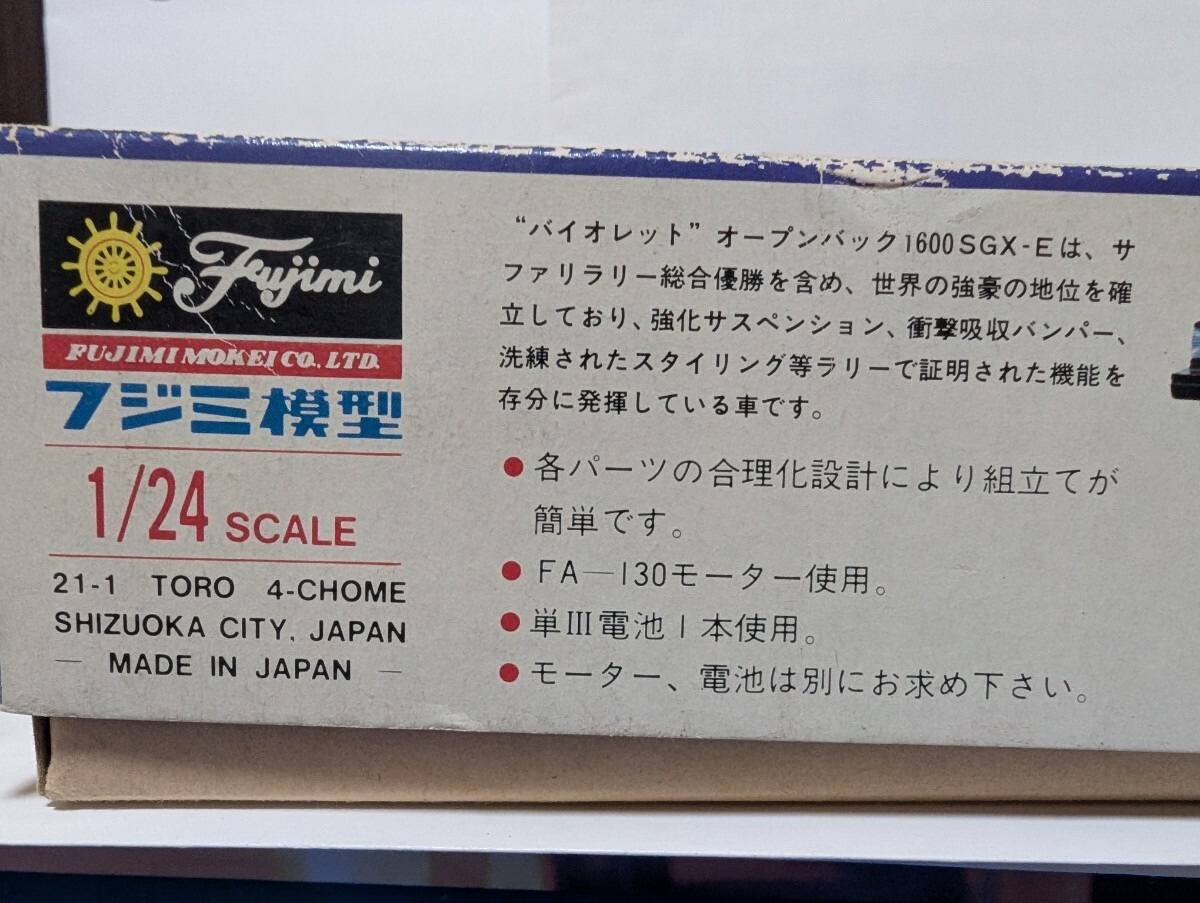 Fujimi
FUJIMI MOKEI CO., LTD.
フジミ模型
1/24 SCALE
21-1 TORO 4-CHOME
SHIZUOKA CITY, JAPAN
— MADE IN JAPAN —
“バイオレット”オープンバック1600SGX-Eは、サ
ファリラリー総合優勝を含め、世界の強豪の地位を確
立しており、強化サスペンション、衝撃吸収バンパー、
洗練されたスタイリング等ラリーで証明された機能を
存分に発揮している車です。
●各パーツの合理化設計により組立てが
簡単です。
●FA—130モーター使用。
●単III電池1本使用。
●モーター、電池は別にお求め下さい。